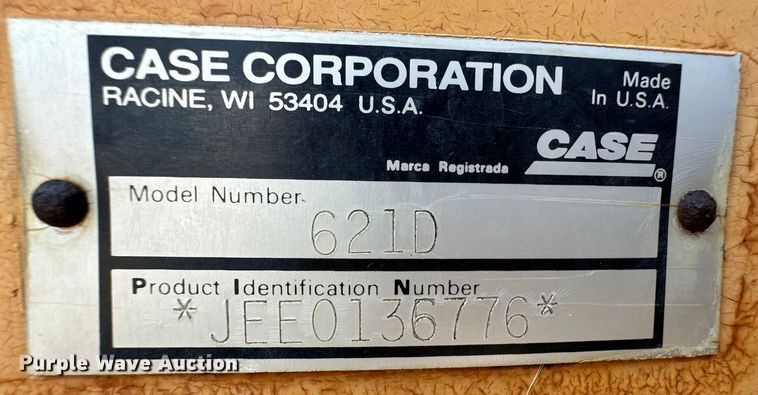 CASE CORPORATION
RACINE, WI 53404 U.S.A.
Made
In U.S.A.
Marca Registrada
CASE®
Model Number
621D
Product Identification Number
*JEE0136776*
Purple Wave Auction